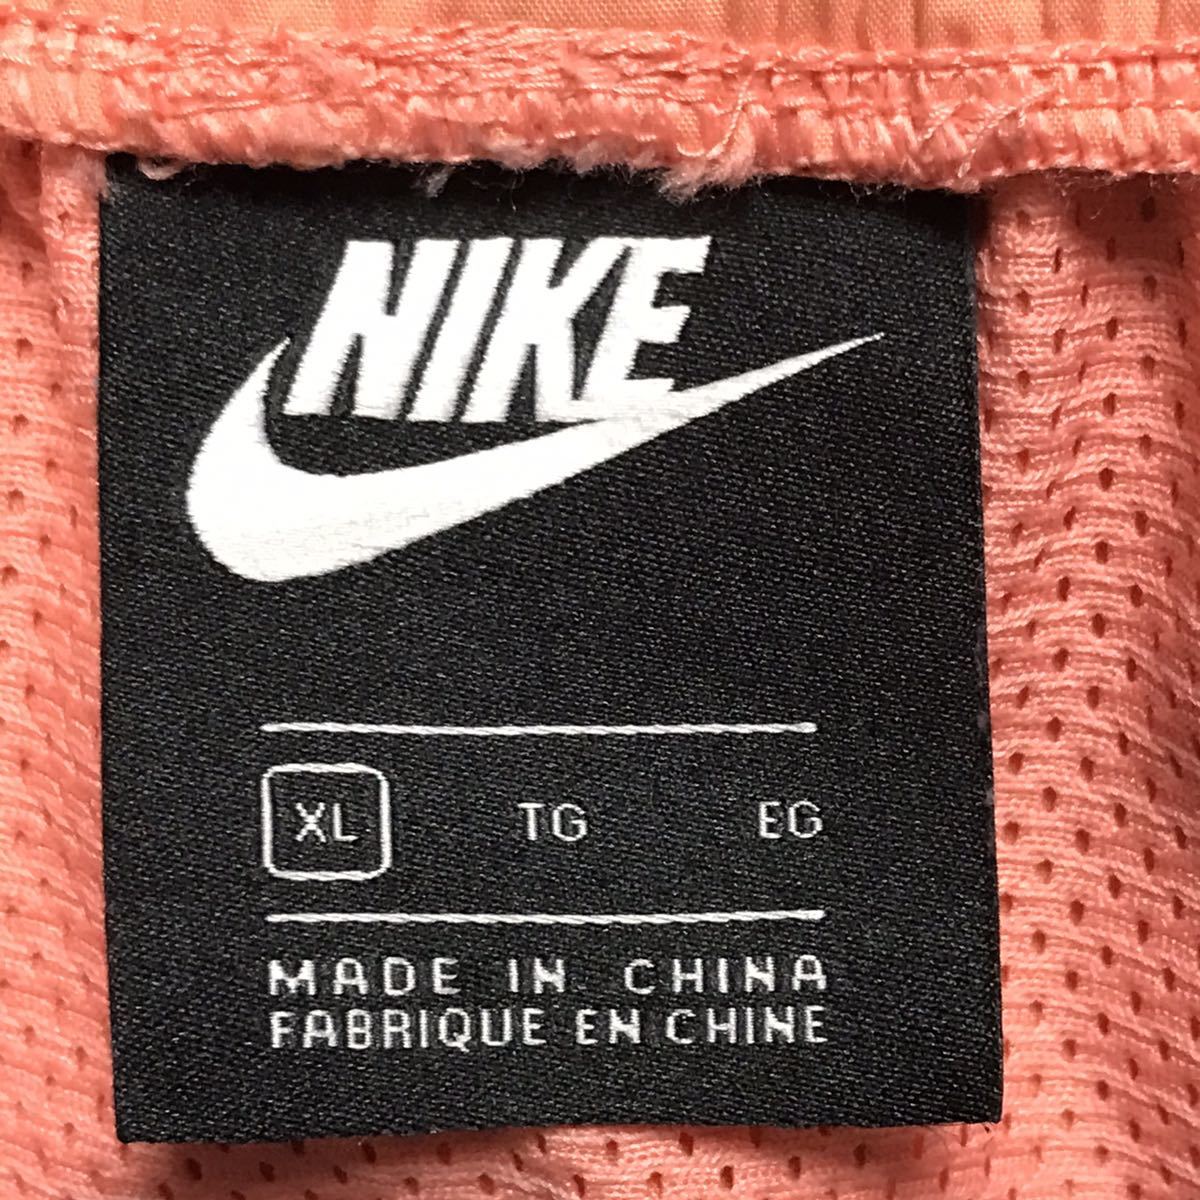 NIKE
XL TG EG
MADE IN CHINA
FABRIQUE EN CHINE